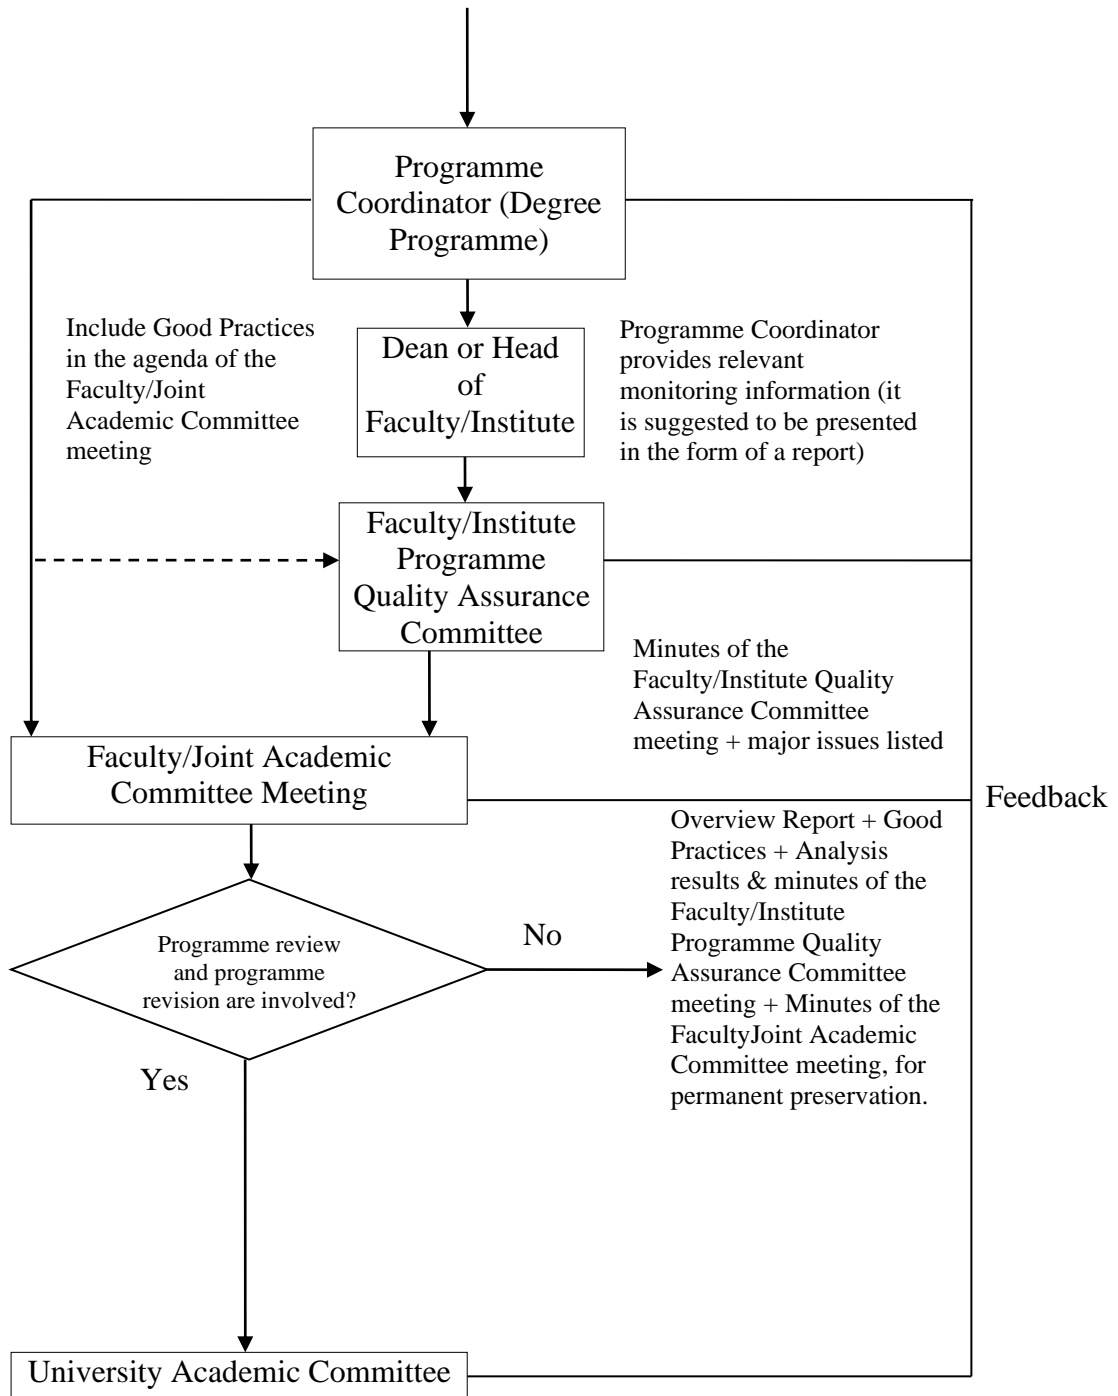 Programme
Coordinator (Degree
Programme)
Include Good Practices
in the agenda of the
Faculty/Joint
Academic Committee
meeting
Dean or Head
of
Faculty/Institute
Programme Coordinator
provides relevant
monitoring information (it
is suggested to be presented
in the form of a report)
Faculty/Institute
Programme
Quality Assurance
Committee
Minutes of the
Faculty/Institute Quality
Assurance Committee
meeting + major issues listed
Faculty/Joint Academic
Committee Meeting
Feedback
Overview Report + Good
Practices + Analysis
results & minutes of the
Faculty/Institute
Programme Quality
Assurance Committee
meeting + Minutes of the
FacultyJoint Academic
Committee meeting, for
permanent preservation.
No
Programme review
and programme
revision are involved?
Yes
University Academic Committee